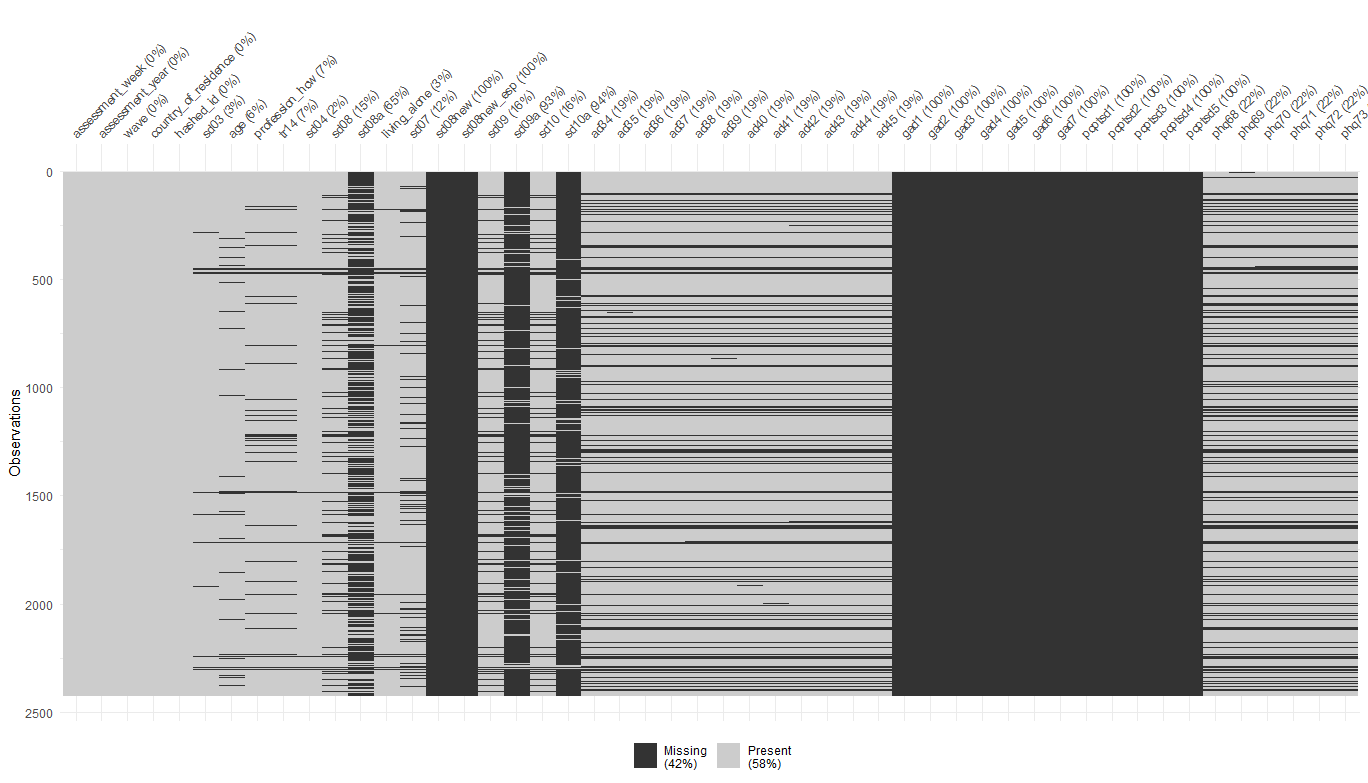 assessment_week (0%)
assessment_year (0%)
wave (0%)
country_of_residence (0%)
hashed_id (0%)
sd03 (3%)
age (6%)
profession_how (7%)
tr14 (7%)
sd04 (2%)
sd08 (15%)
sd08a (65%)
living_alone (3%)
sd07 (12%)
sd08new (100%)
sd08new_esp (100%)
sd09 (16%)
sd09a (93%)
sd10 (16%)
sd10a (94%)
ad34 (19%)
ad35 (19%)
ad36 (19%)
ad37 (19%)
ad38 (19%)
ad39 (19%)
ad40 (19%)
ad41 (19%)
ad42 (19%)
ad43 (19%)
ad44 (19%)
ad45 (19%)
gad1 (100%)
gad2 (100%)
gad3 (100%)
gad4 (100%)
gad5 (100%)
gad6 (100%)
gad7 (100%)
pcptsd1 (100%)
pcptsd2 (100%)
pcptsd3 (100%)
pcptsd4 (100%)
pcptsd5 (100%)
phq68 (22%)
phq69 (22%)
phq70 (22%)
phq71 (22%)
phq72 (22%)
phq73
0
500
1000
1500
2000
2500
Observations
Missing
(42%)
Present
(58%)